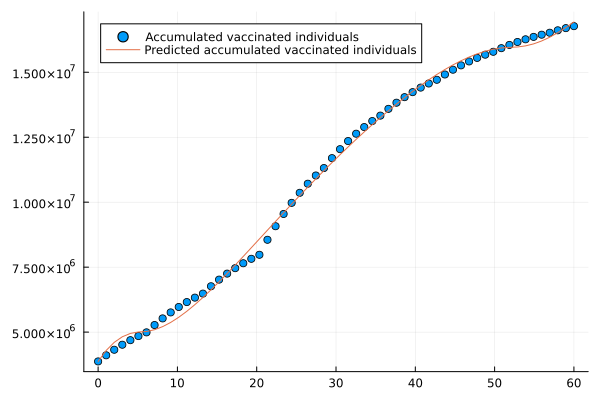 Accumulated vaccinated individuals
Predicted accumulated vaccinated individuals
1.500×10⁷
1.250×10⁷
1.000×10⁷
7.500×10⁶
5.000×10⁶
0 10 20 30 40 50 60